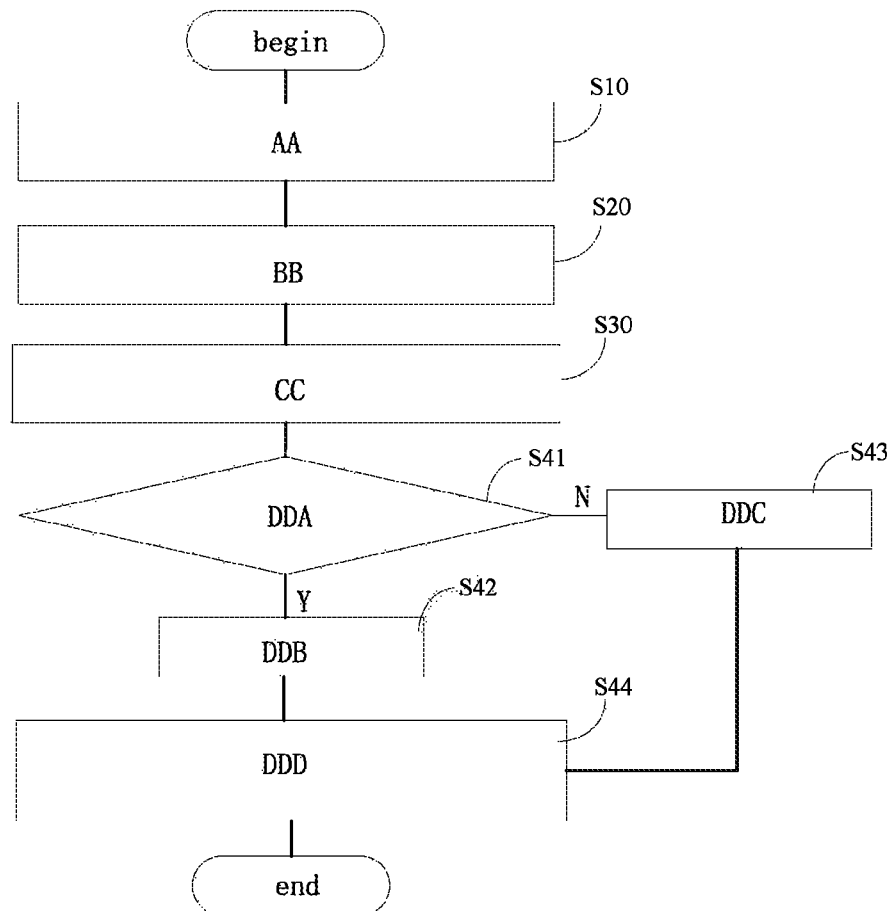 begin
S10
AA
S20
BB
S30
CC
S41
S43
DDA
N
DDC
Y
S42
DDB
S44
DDD
end